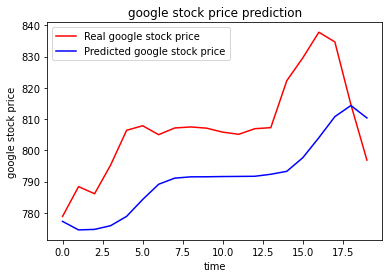 google stock price prediction
Real google stock price
Predicted google stock price
google stock price
840
830
820
810
800
790
780
0.0 2.5 5.0 7.5 10.0 12.5 15.0 17.5
time